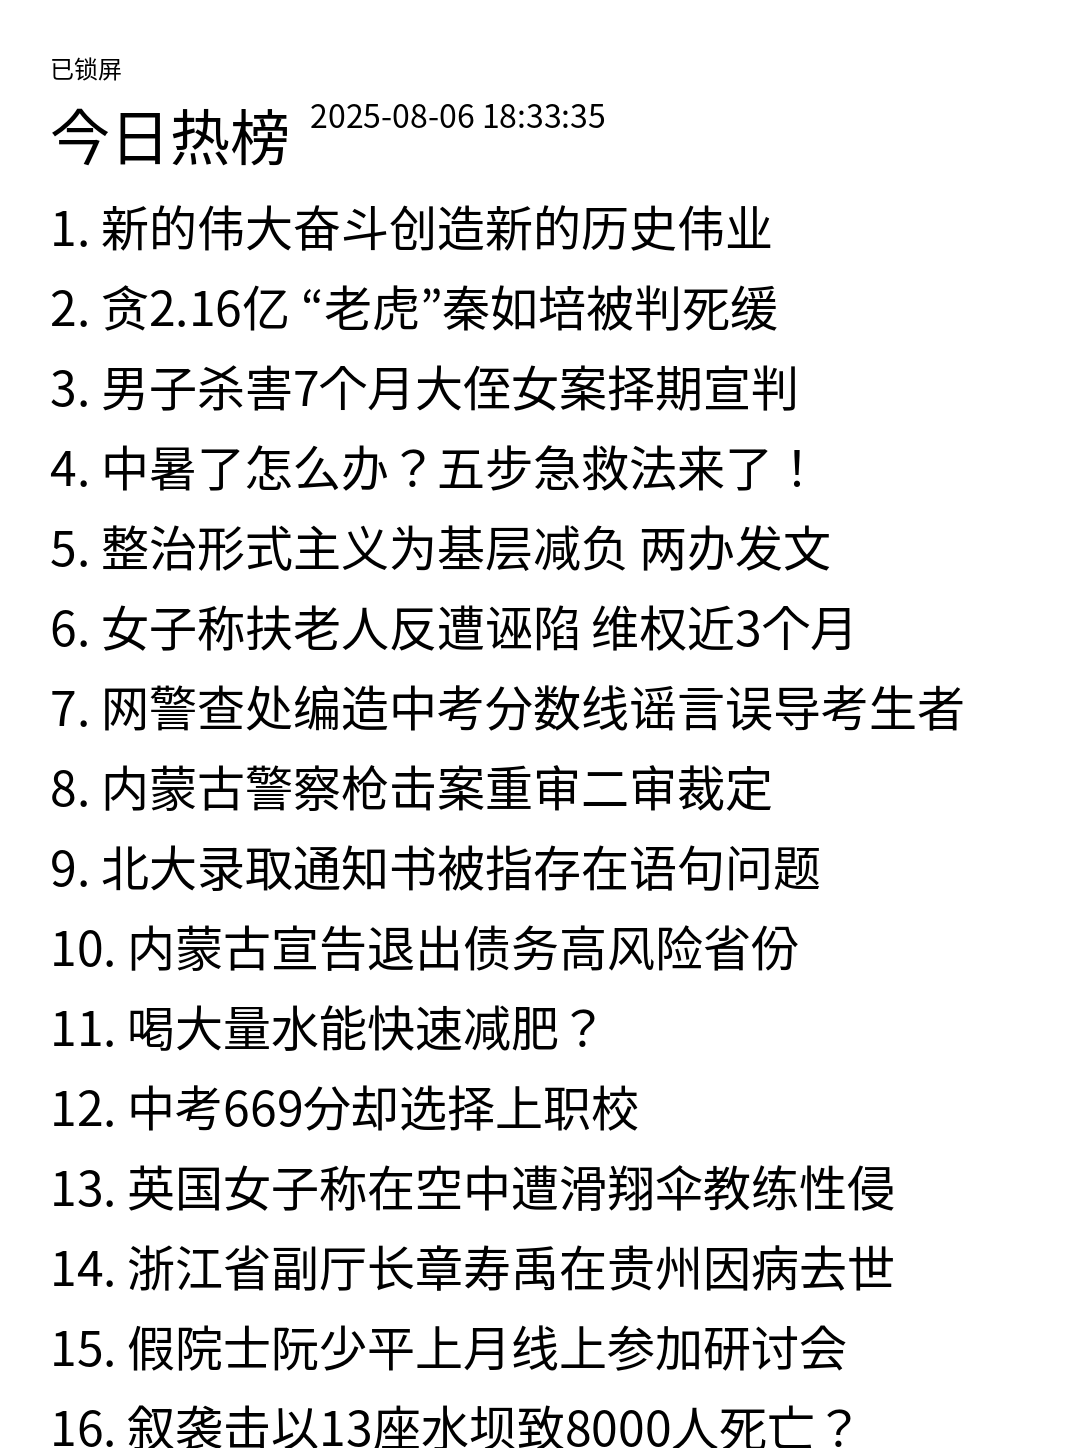 已锁屏
今日热榜 2025-08-06 18:33:35
1. 新的伟大奋斗创造新的历史伟业
2. 贪2.16亿 “老虎”秦如培被判死缓
3. 男子杀害7个月大侄女案择期宣判
4. 中暑了怎么办？五步急救法来了！
5. 整治形式主义为基层减负 两办发文
6. 女子称扶老人反遭诬陷 维权近3个月
7. 网警查处编造中考分数线谣言误导考生者
8. 内蒙古警察枪击案重审二审裁定
9. 北大录取通知书被指存在语句问题
10. 内蒙古宣告退出债务高风险省份
11. 喝大量水能快速减肥？
12. 中考669分却选择上职校
13. 英国女子称在空中遭滑翔伞教练性侵
14. 浙江省副厅长章寿禹在贵州因病去世
15. 假院士阮少平上月线上参加研讨会
16. 叙袭击以13座水坝致8000人死亡？